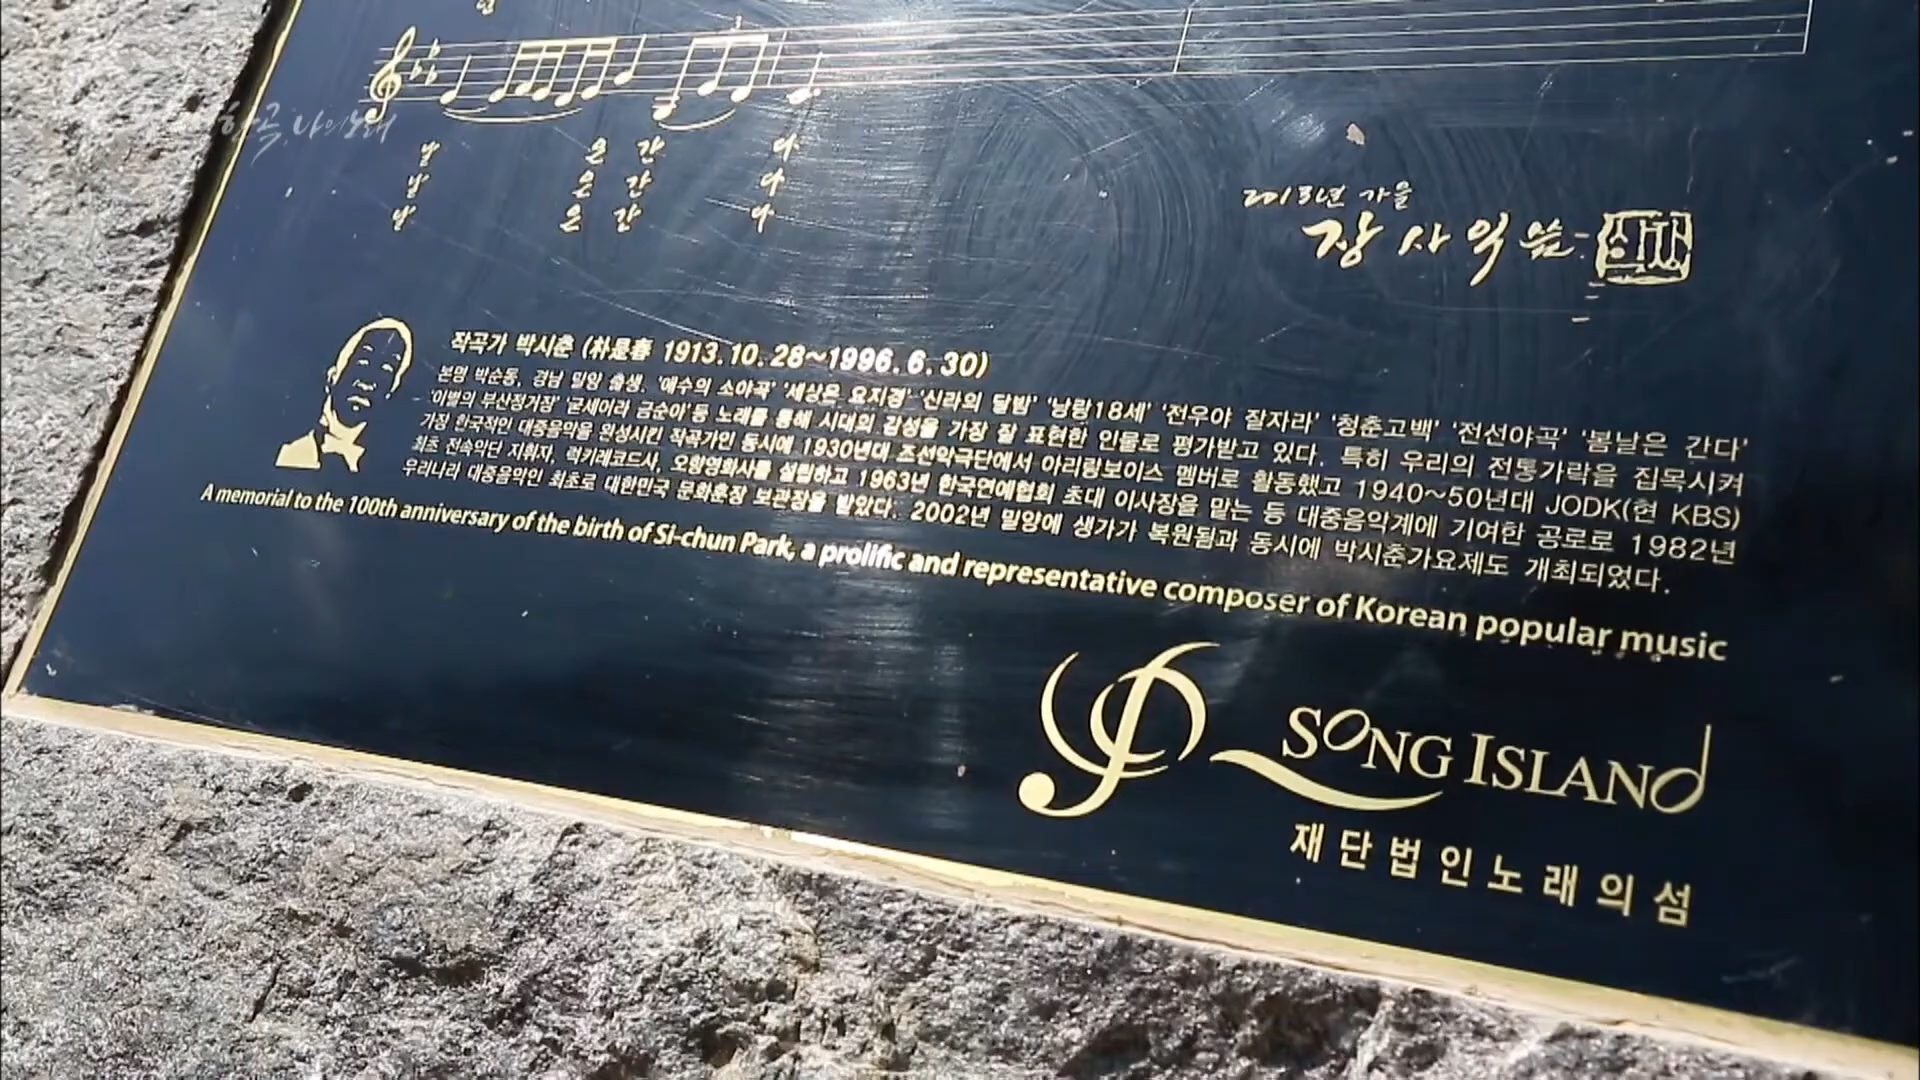 곡, 나의 노래
날 은 간 다
날 은 간 다
날 은 간 다
2013년 가을
장사익 씀
작곡가 박시춘 (朴是春 1913.10.28~1996.6.30)
본명 박순동, 경남 밀양 출생. '애수의 소야곡' '세상은 요지경' '신라의 달밤' '낭랑18세' '전우야 잘자라' '청춘고백' '전선야곡' '봄날은 간다'
'이별의 부산정거장' '굳세어라 금순아' 등 노래를 통해 시대의 감성을 가장 잘 표현한 인물로 평가받고 있다. 특히 우리의 전통가락을 집목시켜
가장 한국적인 대중음악을 완성시킨 작곡가인 동시에 1930년대 조선악극단에서 아리링보이스 멤버로 활동했고 1940~50년대 JODK(현 KBS)
최초 전속악단 지휘자, 럭키레코드사, 오향영화사를 설립하고 1963년 한국연예협회 초대 이사장을 맡는 등 대중음악계에 기여한 공로로 1982년
우리나라 대중음악인 최초로 대한민국 문화훈장 보관장을 받았다. 2002년 밀양에 생가가 복원됨과 동시에 박시춘가요제도 개최되었다.
A memorial to the 100th anniversary of the birth of Si-chun Park, a prolific and representative composer of Korean popular music
SONG ISLAND
재단법인노래의섬